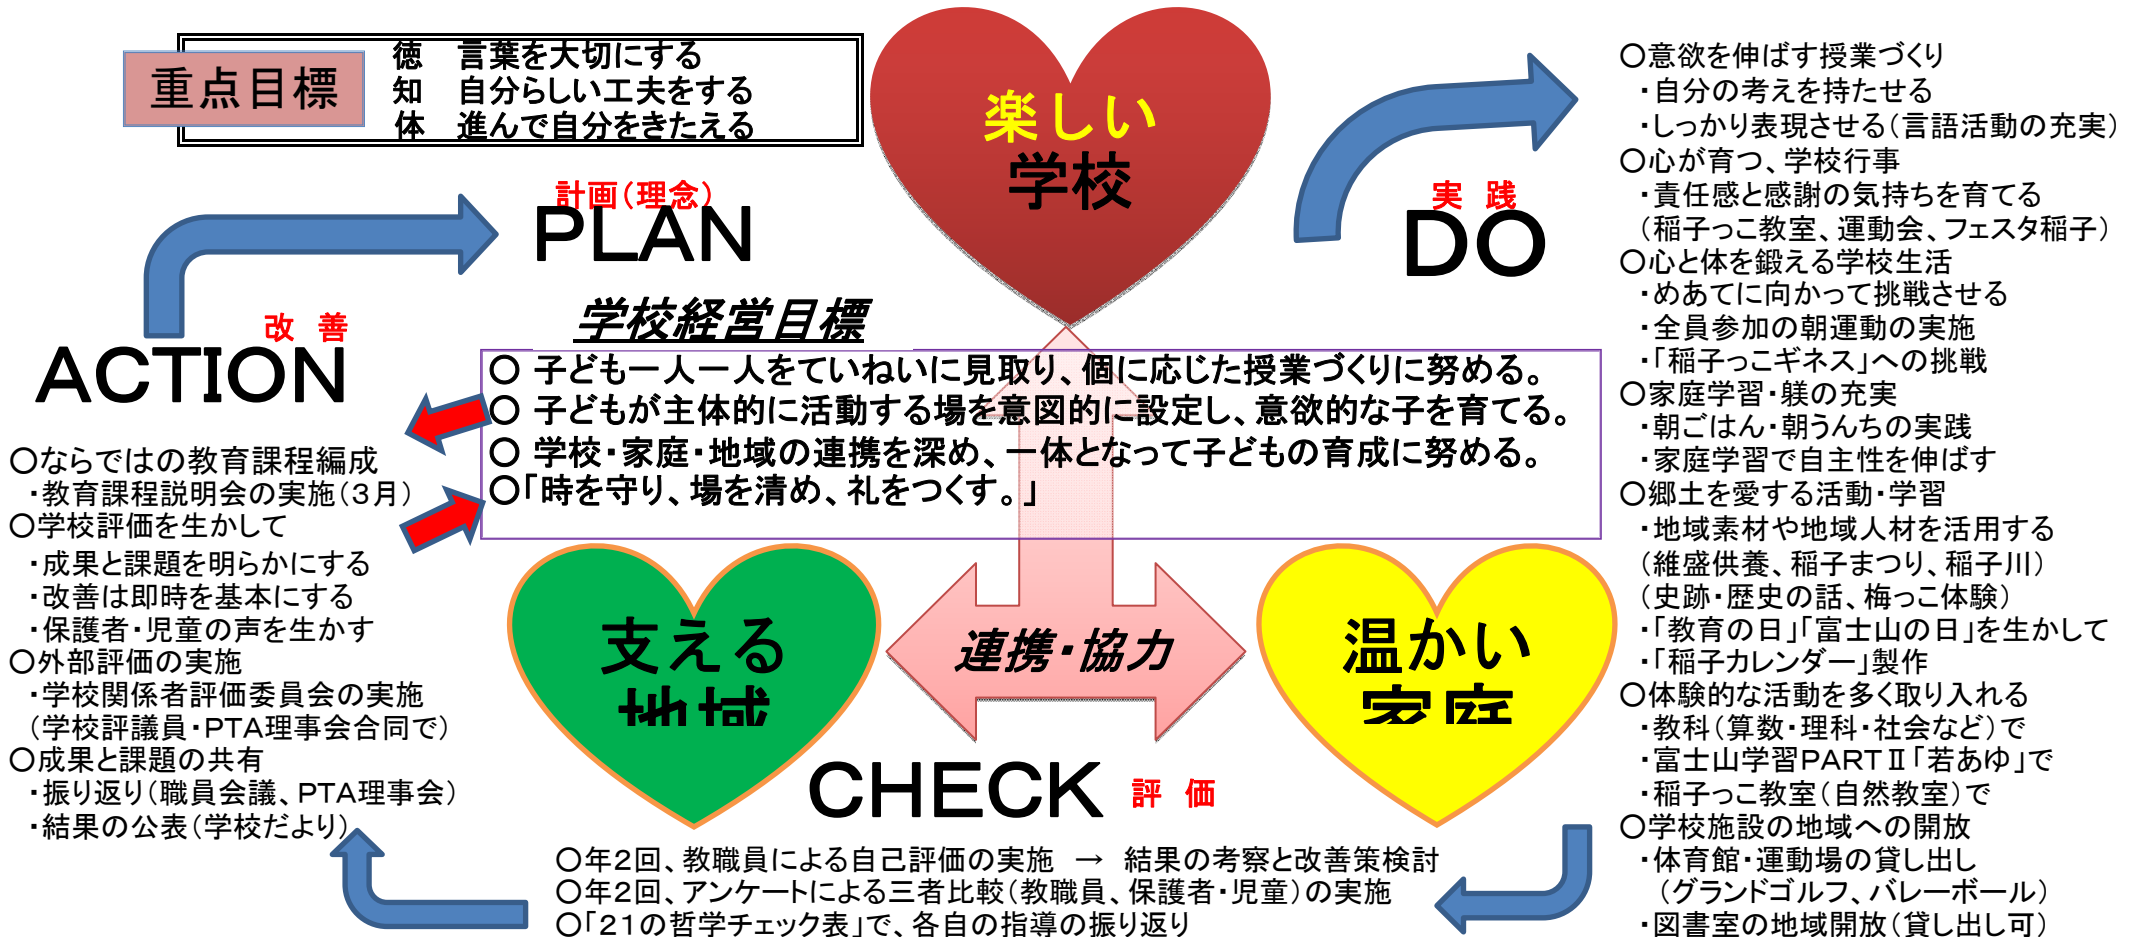 重点目標
徳　言葉を大切にする
知　自分らしい工夫をする
体　進んで自分をきたえる
楽しい
学校
計画(理念)
PLAN
学校経営目標
○ 子ども一人一人をていねいに見取り、個に応じた授業づくりに努める。
○ 子どもが主体的に活動する場を意図的に設定し、意欲的な子を育てる。
○ 学校・家庭・地域の連携を深め、一体となって子どもの育成に努める。
○「時を守り、場を清め、礼をつくす。」
実 践
DO
○意欲を伸ばす授業づくり
・自分の考えを持たせる
・しっかり表現させる(言語活動の充実)
○心が育つ、学校行事
・責任感と感謝の気持ちを育てる
(稲子っこ教室、運動会、フェスタ稲子)
○心と体を鍛える学校生活
・めあてに向かって挑戦させる
・全員参加の朝運動の実施
・「稲子っこギネス」への挑戦
○家庭学習・躾の充実
・朝ごはん・朝うんちの実践
・家庭学習で自主性を伸ばす
○郷土を愛する活動・学習
・地域素材や地域人材を活用する
(維盛供養、稲子まつり、稲子川)
(史跡・歴史の話、梅っこ体験)
・「教育の日」「富士山の日」を生かして
・「稲子カレンダー」製作
○体験的な活動を多く取り入れる
・教科(算数・理科・社会など)で
・富士山学習PARTⅡ「若あゆ」で
・稲子っこ教室(自然教室)で
○学校施設の地域への開放
・体育館・運動場の貸し出し
(グランドゴルフ、バレーボール)
・図書室の地域開放(貸し出し可)
支える
地域
連携・協力
温かい
家庭
CHECK 評 価
○年2回、教職員による自己評価の実施 → 結果の考察と改善策検討
○年2回、アンケートによる三者比較(教職員、保護者・児童)の実施
○「21の哲学チェック表」で、各自の指導の振り返り
改 善
ACTION
○ならではの教育課程編成
・教育課程説明会の実施(3月)
○学校評価を生かして
・成果と課題を明らかにする
・改善は即時を基本にする
・保護者・児童の声を生かす
○外部評価の実施
・学校関係者評価委員会の実施
(学校評議員・PTA理事会合同で)
○成果と課題の共有
・振り返り(職員会議、PTA理事会)
・結果の公表(学校だより)